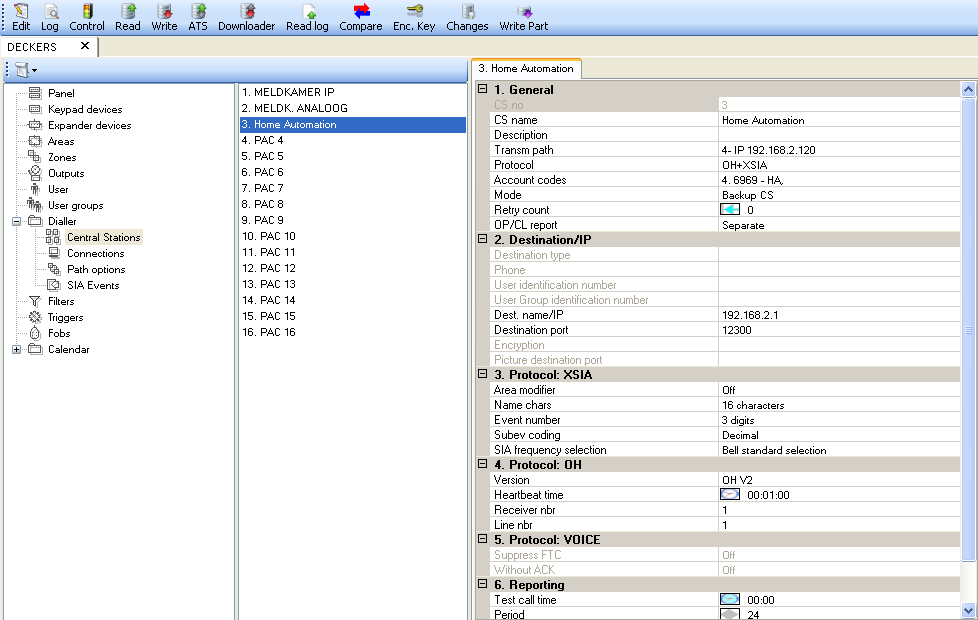 Edit Log Control Read Write ATS Downloader Read log Compare Enc. Key Changes Write Part
DECKERS
Panel
Keypad devices
Expander devices
Areas
Zones
Outputs
User
User groups
Dialler
Central Stations
Connections
Path options
SIA Events
Filters
Triggers
Fobs
Calendar
1. MELDKAMER IP
2. MELDK. ANALOOG
3. Home Automation
4. PAC 4
5. PAC 5
6. PAC 6
7. PAC 7
8. PAC 8
9. PAC 9
10. PAC 10
11. PAC 11
12. PAC 12
13. PAC 13
14. PAC 14
15. PAC 15
16. PAC 16
3. Home Automation
1. General
CS no 3
CS name Home Automation
Description
Transm path 4- IP 192.168.2.120
Protocol OH+XSIA
Account codes 4. 6969 - HA,
Mode Backup CS
Retry count 0
OP/CL report Separate
2. Destination/IP
Destination type
Phone
User identification number
User Group identification number
Dest. name/IP 192.168.2.1
Destination port 12300
Encryption
Picture destination port
3. Protocol: XSIA
Area modifier Off
Name chars 16 characters
Event number 3 digits
Subev coding Decimal
SIA frequency selection Bell standard selection
4. Protocol: OH
Version OH V2
Heartbeat time 00:01:00
Receiver nbr 1
Line nbr 1
5. Protocol: VOICE
Suppress FTC Off
Without ACK Off
6. Reporting
Test call time 00:00
Period 24